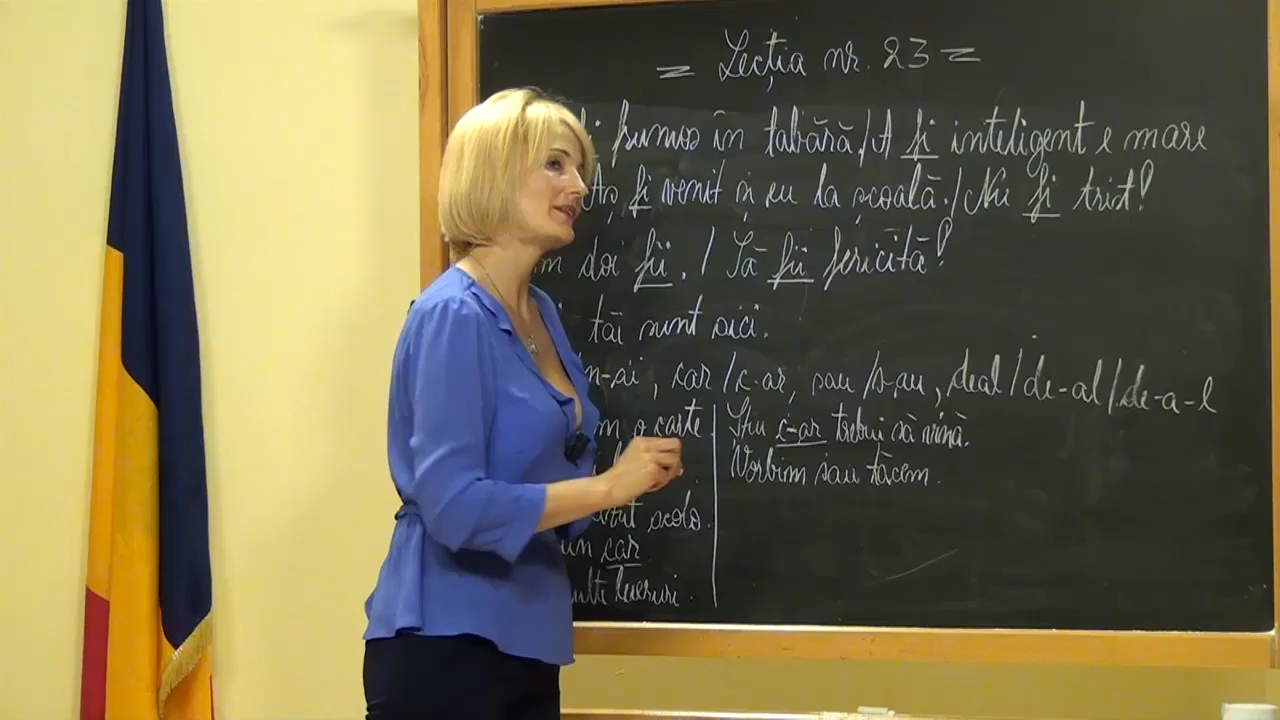 = Lecția nr. 23 =
frumos în tabără. / A fi inteligent e mare
Aș fi venit și eu la școală. / Nu fi trist!
doi fii. / Să fii fericită!
tăi sunt aici.
car / c-ar, sau / s-au, deal / de-al / de-a-l
o carte. | Știu c-ar trebui să vină.
Vorbim sau tăcem.
acolo.
un car
lucruri.